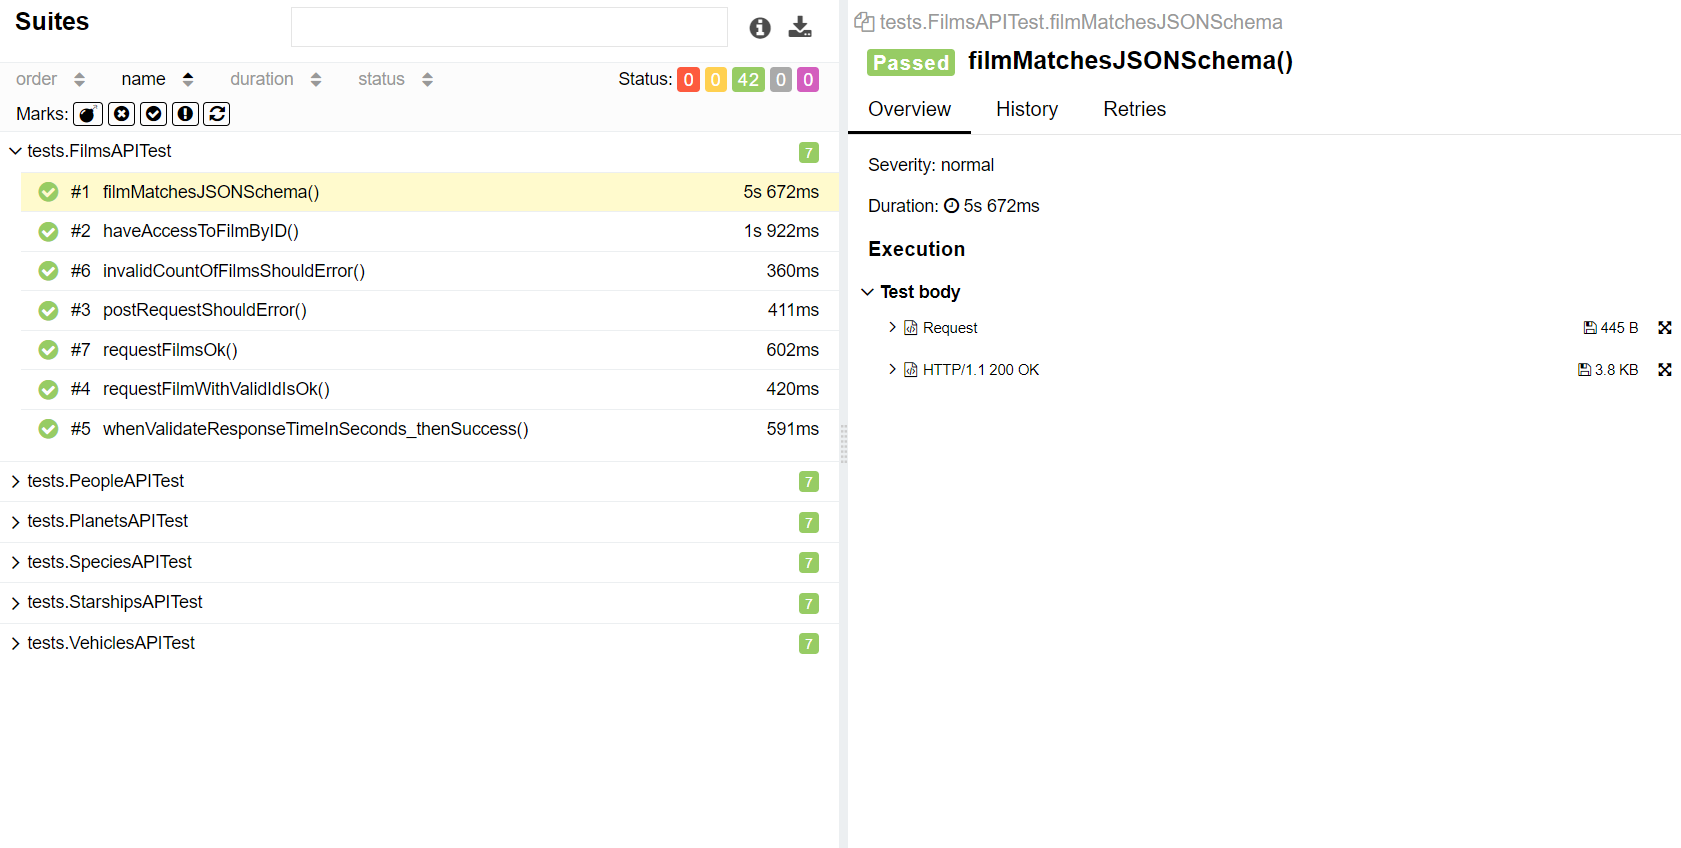 Suites
order name duration status Status: 0 0 42 0 0
Marks:
tests.FilmsAPITest 7
#1 filmMatchesJSONSchema() 5s 672ms
#2 haveAccessToFilmByID() 1s 922ms
#6 invalidCountOfFilmsShouldError() 360ms
#3 postRequestShouldError() 411ms
#7 requestFilmsOk() 602ms
#4 requestFilmWithValidIdIsOk() 420ms
#5 whenValidateResponseTimeInSeconds_thenSuccess() 591ms
tests.PeopleAPITest 7
tests.PlanetsAPITest 7
tests.SpeciesAPITest 7
tests.StarshipsAPITest 7
tests.VehiclesAPITest 7
tests.FilmsAPITest.filmMatchesJSONSchema
Passed filmMatchesJSONSchema()
Overview History Retries
Severity: normal
Duration: 5s 672ms
Execution
Test body
Request 445 B
HTTP/1.1 200 OK 3.8 KB